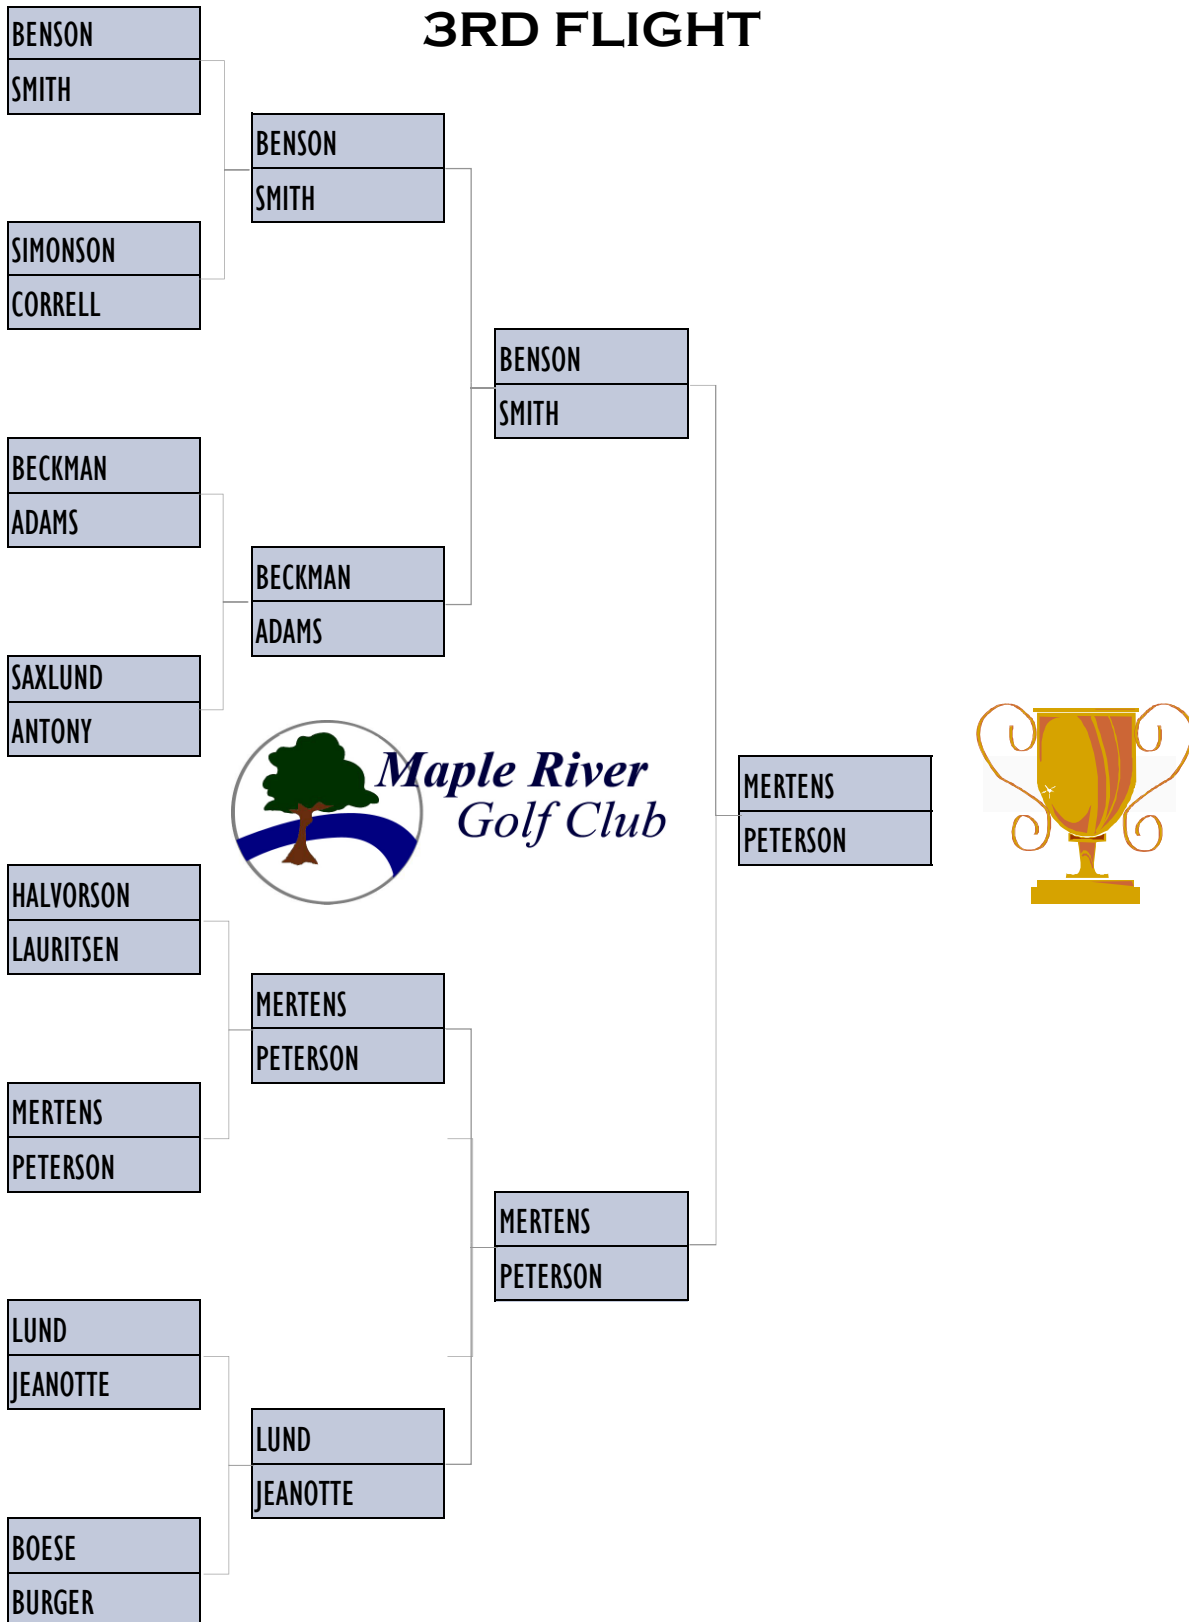 3RD FLIGHT
BENSON
SMITH
SIMONSON
CORRELL
BECKMAN
ADAMS
SAXLUND
ANTONY
HALVORSON
LAURITSEN
MERTENS
PETERSON
LUND
JEANOTTE
BOESE
BURGER
BENSON
SMITH
BECKMAN
ADAMS
Maple River
Golf Club
MERTENS
PETERSON
LUND
JEANOTTE
BENSON
SMITH
MERTENS
PETERSON
MERTENS
PETERSON